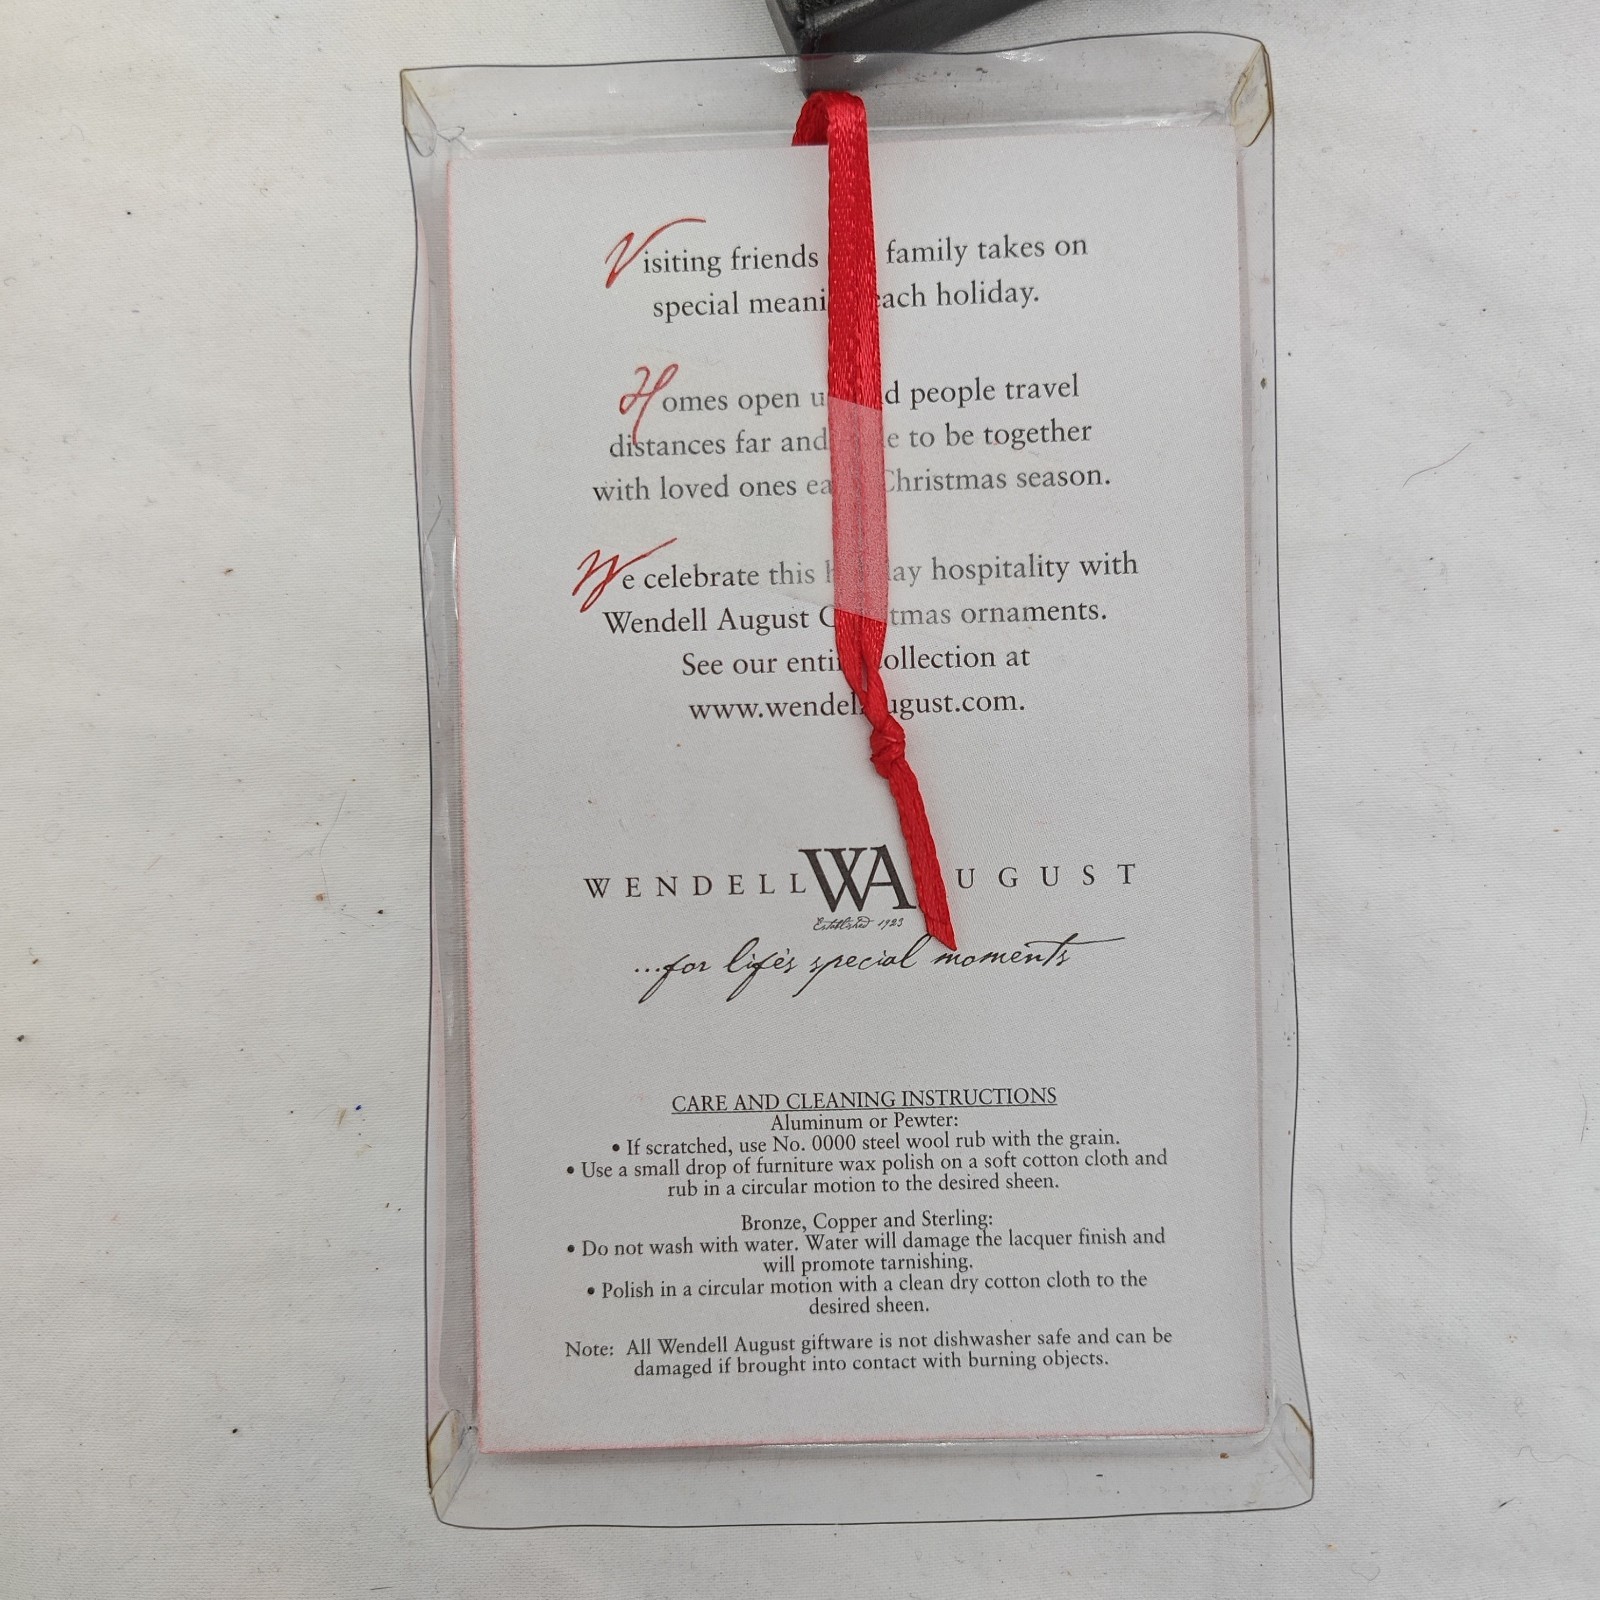 Visiting friends family takes on
special meani each holiday.
Homes open u d people travel
distances far and e to be together
with loved ones ea Christmas season.
We celebrate this h ay hospitality with
Wendell August C tmas ornaments.
See our enti ollection at
www.wendel ugust.com.
WENDELL WA UGUST
Established 1923
...for life's special moments
CARE AND CLEANING INSTRUCTIONS
Aluminum or Pewter:
• If scratched, use No. 0000 steel wool rub with the grain.
• Use a small drop of furniture wax polish on a soft cotton cloth and
rub in a circular motion to the desired sheen.
Bronze, Copper and Sterling:
• Do not wash with water. Water will damage the lacquer finish and
will promote tarnishing.
• Polish in a circular motion with a clean dry cotton cloth to the
desired sheen.
Note: All Wendell August giftware is not dishwasher safe and can be
damaged if brought into contact with burning objects.